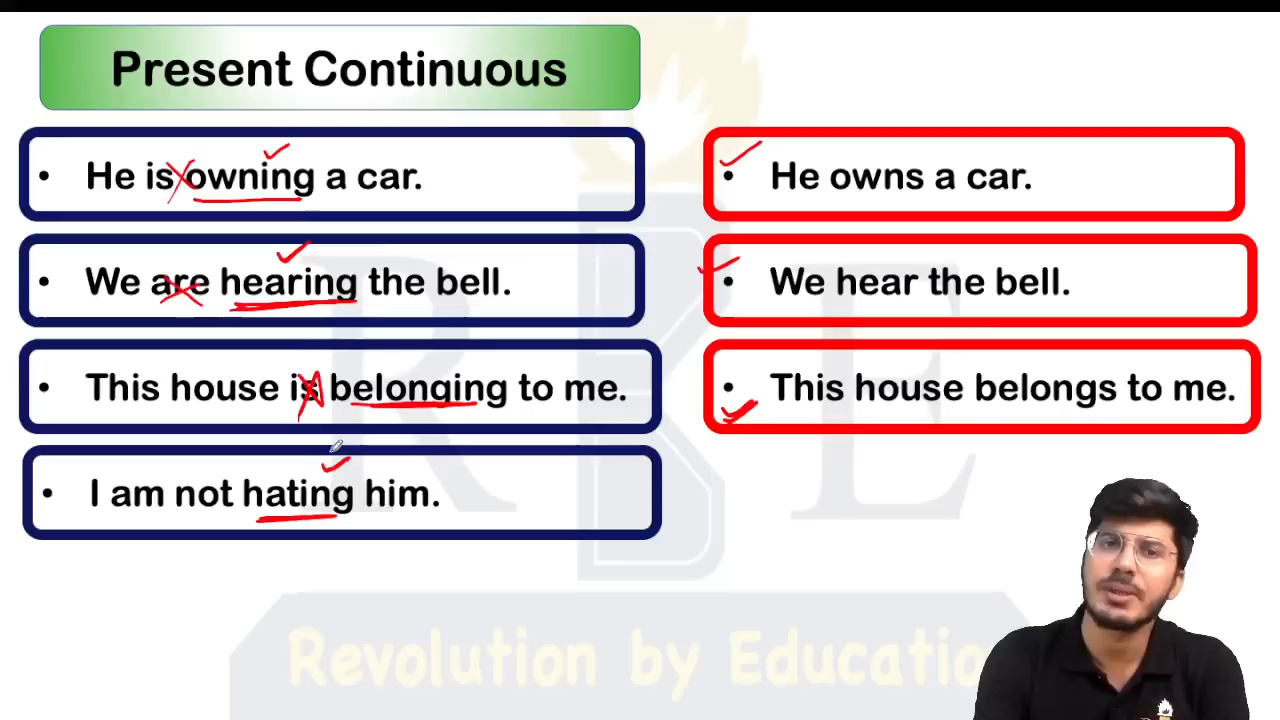 Present Continuous
• He is owning a car.
• He owns a car.
• We are hearing the bell.
• We hear the bell.
• This house is belonging to me.
• This house belongs to me.
• I am not hating him.
RBE
Revolution by Educatio